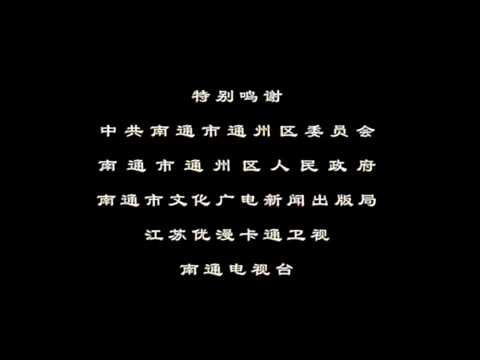 特别鸣谢
中共南通市通州区委员会
南通市通州区人民政府
南通市文化广电新闻出版局
江苏优漫卡通卫视
南通电视台